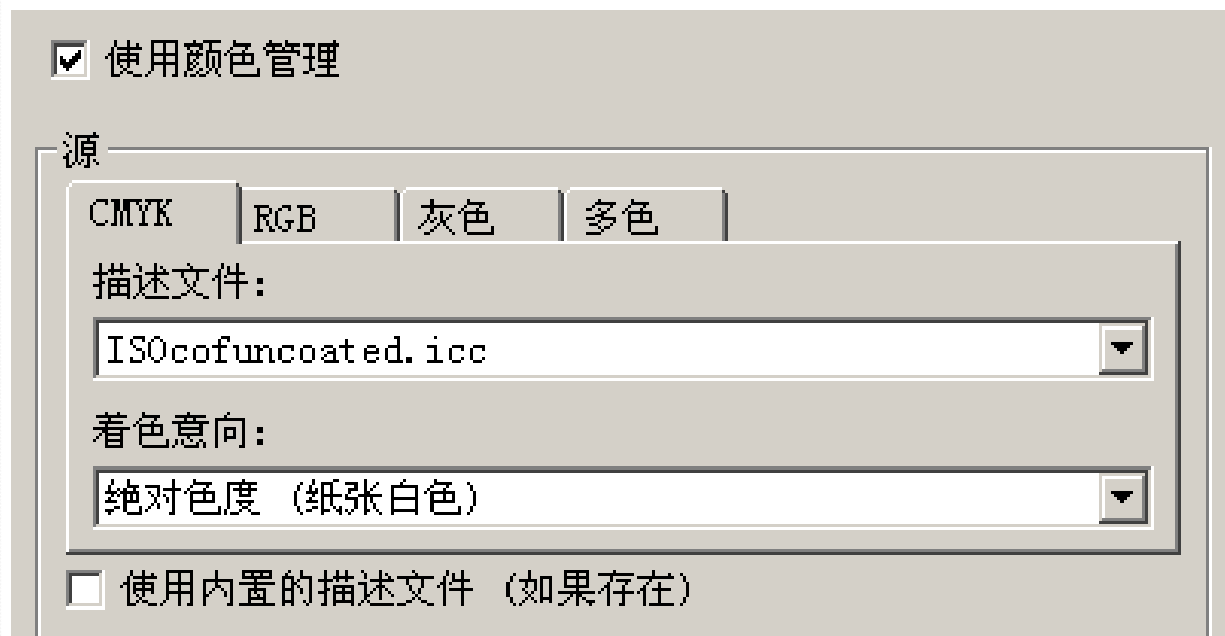 使用颜色管理
源
CMYK RGB 灰色 多色
描述文件:
ISOcofuncoated.icc
着色意向:
绝对色度 (纸张白色)
使用内置的描述文件 (如果存在)